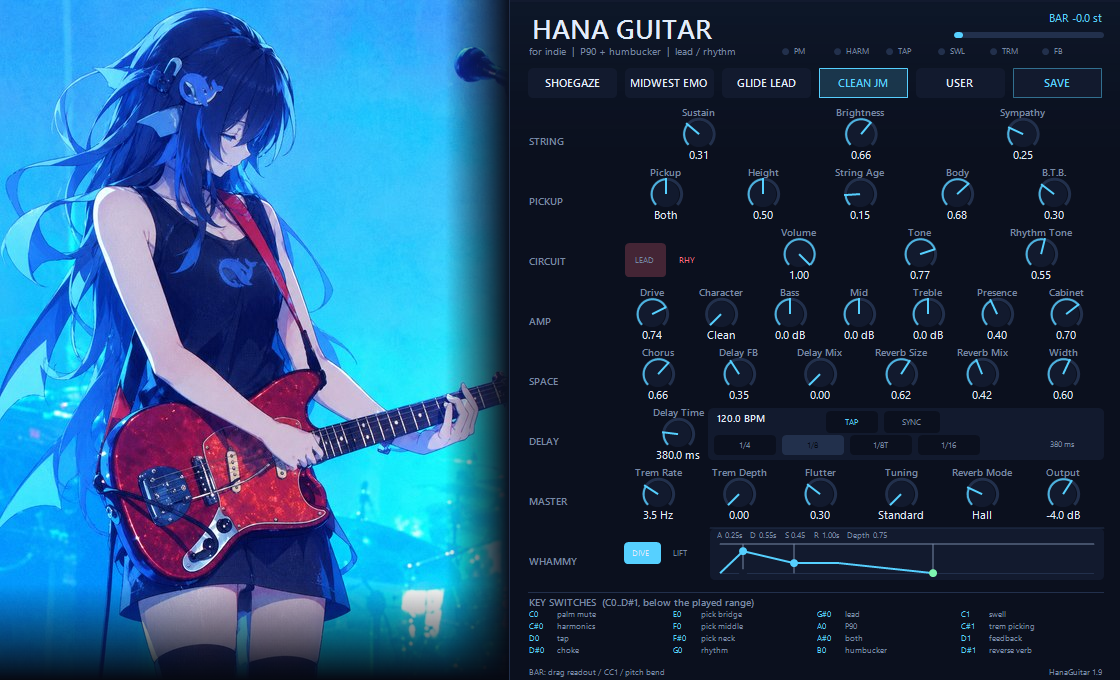 HANA GUITAR
BAR -0.0 st
for indie | P90 + humbucker | lead / rhythm
PM HARM TAP SWL TRM FB
SHOEGAZE MIDWEST EMO GLIDE LEAD CLEAN JM USER SAVE
Sustain Brightness Sympathy
STRING
0.31 0.66 0.25
Pickup Height String Age Body B.T.B.
PICKUP
Both 0.50 0.15 0.68 0.30
Volume Tone Rhythm Tone
CIRCUIT LEAD RHY
1.00 0.77 0.55
Drive Character Bass Mid Treble Presence Cabinet
AMP
0.74 Clean 0.0 dB 0.0 dB 0.0 dB 0.40 0.70
Chorus Delay FB Delay Mix Reverb Size Reverb Mix Width
SPACE
0.66 0.35 0.00 0.62 0.42 0.60
Delay Time 120.0 BPM TAP SYNC
DELAY 1/4 1/8 1/8T 1/16 380 ms
380.0 ms
Trem Rate Trem Depth Flutter Tuning Reverb Mode Output
MASTER
3.5 Hz 0.00 0.30 Standard Hall -4.0 dB
A 0.25s D 0.55s S 0.45 R 1.00s Depth 0.75
WHAMMY DIVE LIFT
KEY SWITCHES (C0..D#1, below the played range)
C0 palm mute E0 pick bridge G#0 lead C1 swell
C#0 harmonics F0 pick middle A0 P90 C#1 trem picking
D0 tap F#0 pick neck A#0 both D1 feedback
D#0 choke G0 rhythm B0 humbucker D#1 reverse verb
BAR: drag readout / CC1 / pitch bend HanaGuitar 1.9